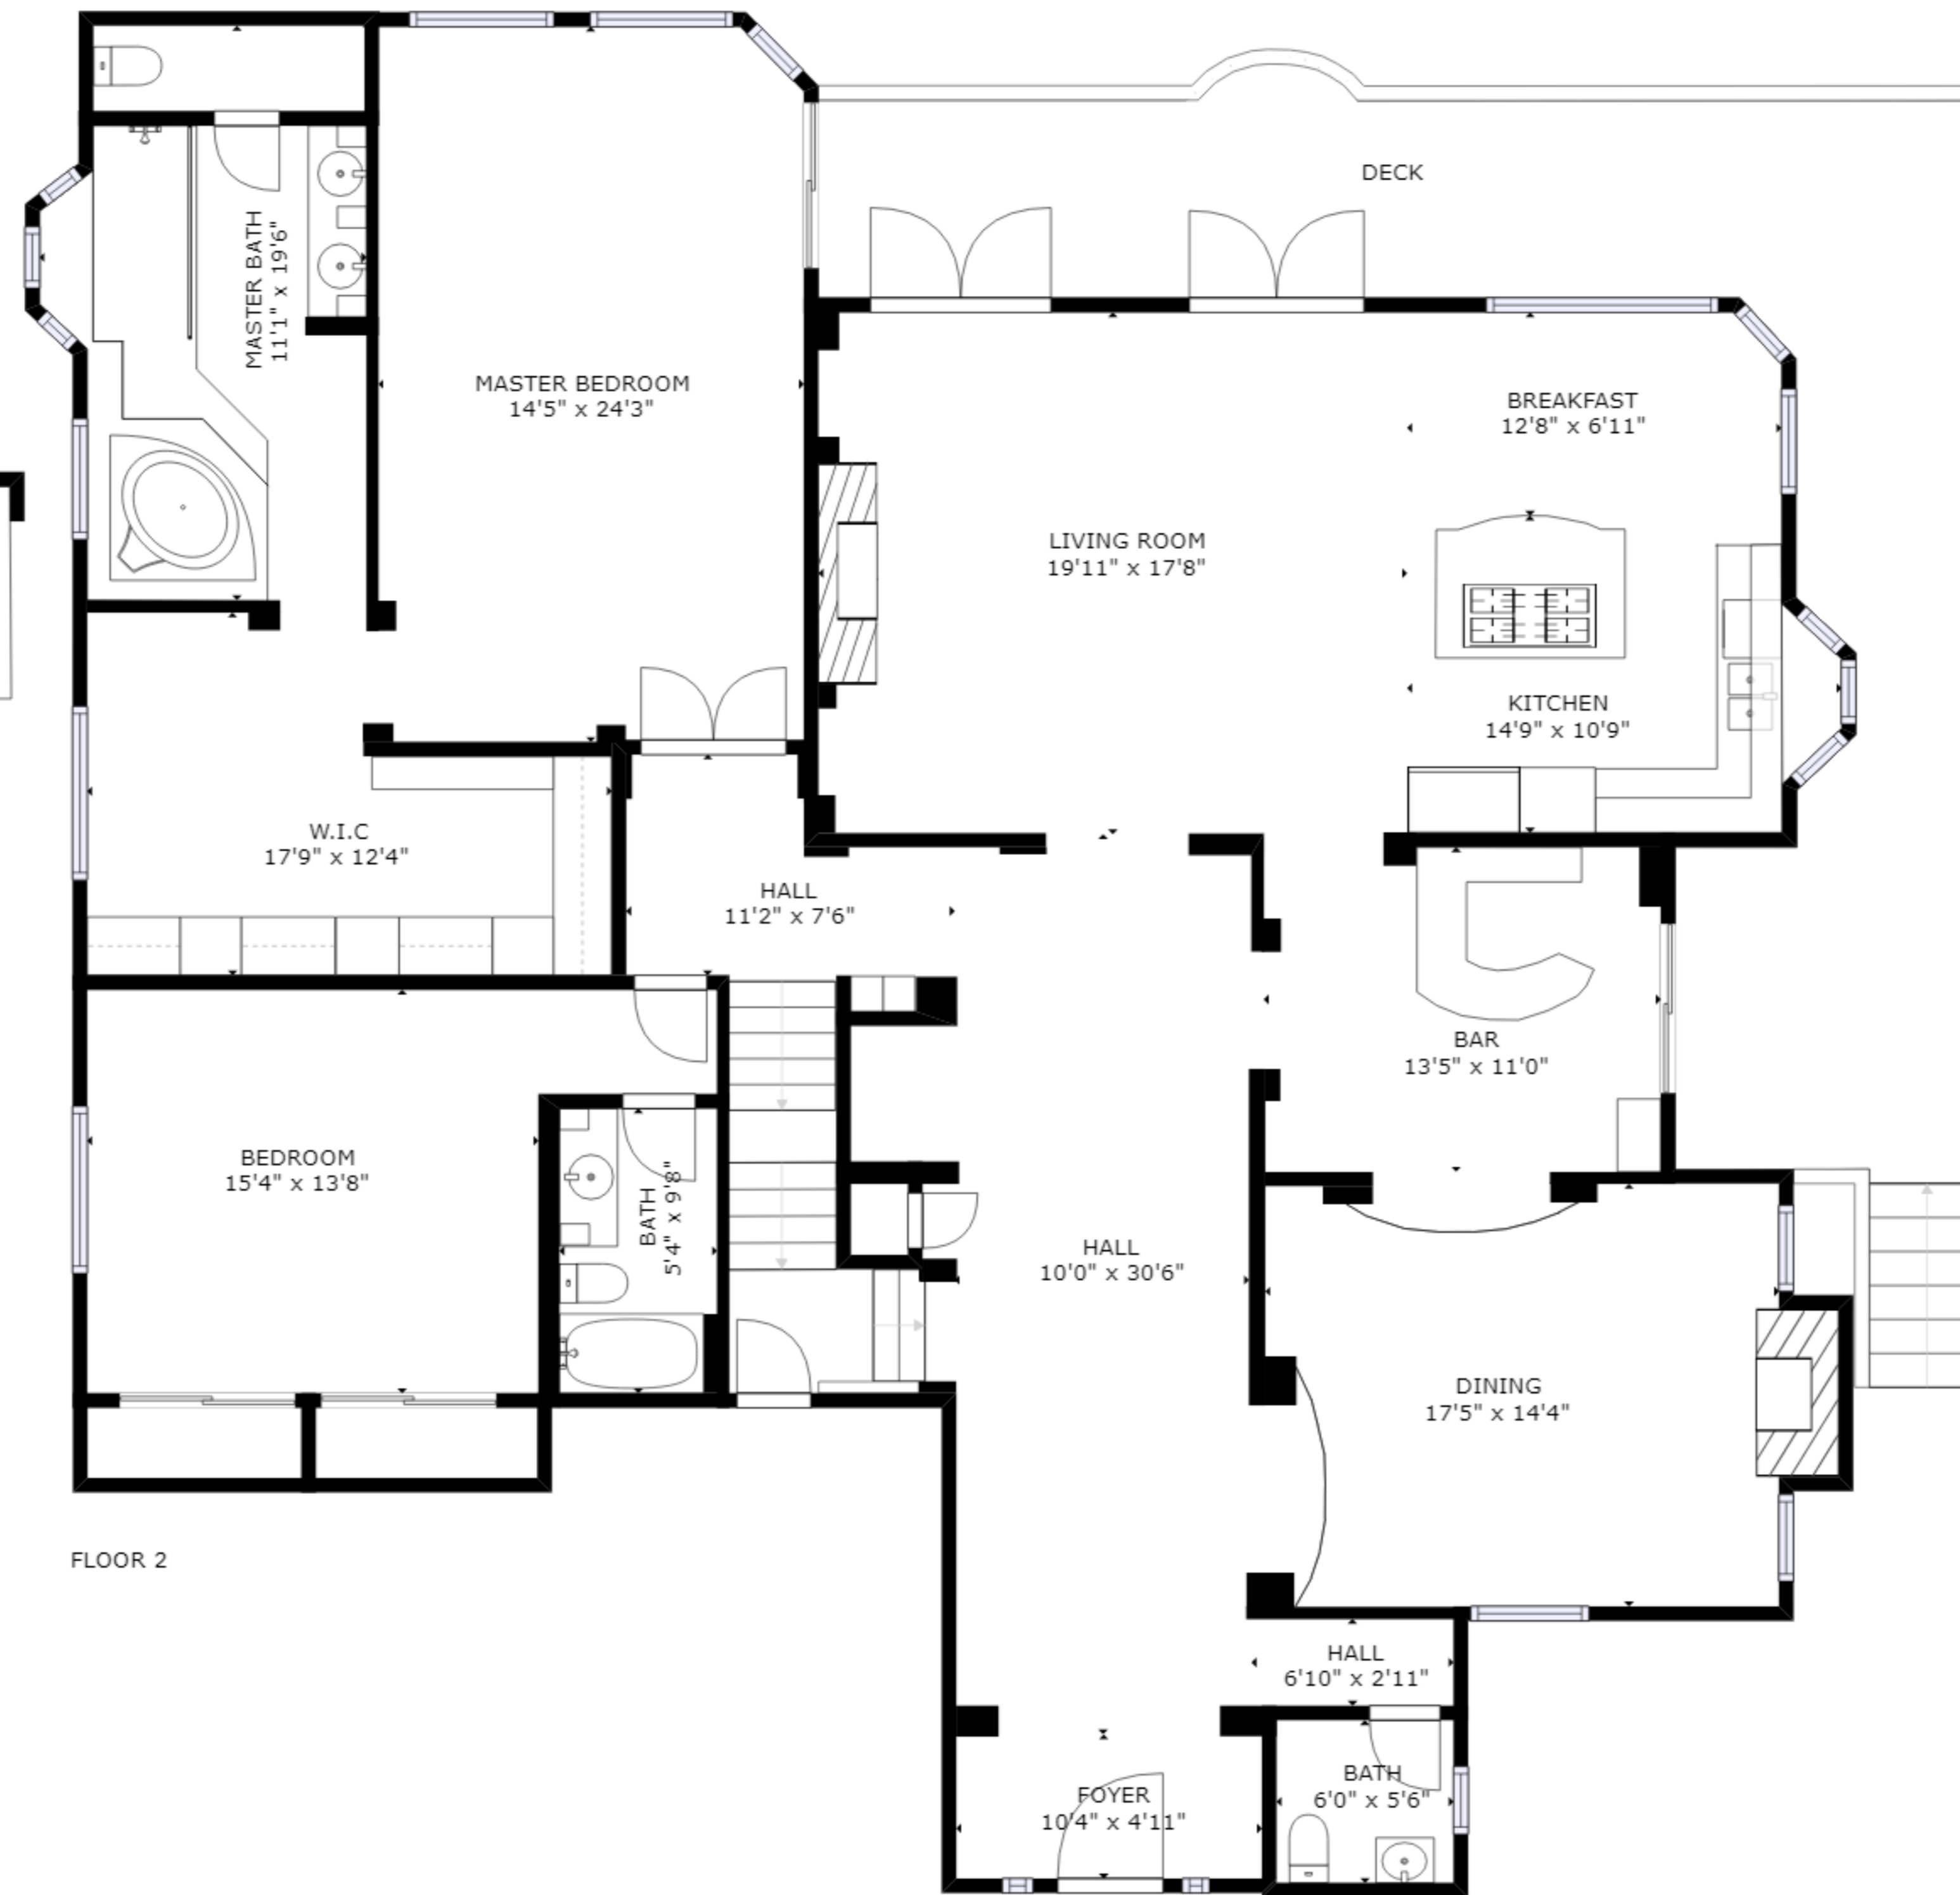 DECK
MASTER BATH
11'1" x 19'6"
MASTER BEDROOM
14'5" x 24'3"
BREAKFAST
12'8" x 6'11"
LIVING ROOM
19'11" x 17'8"
KITCHEN
14'9" x 10'9"
W.I.C
17'9" x 12'4"
HALL
11'2" x 7'6"
BAR
13'5" x 11'0"
BEDROOM
15'4" x 13'8"
BATH
5'4" x 9'8"
HALL
10'0" x 30'6"
DINING
17'5" x 14'4"
FLOOR 2
HALL
6'10" x 2'11"
BATH
6'0" x 5'6"
FOYER
10'4" x 4'11"